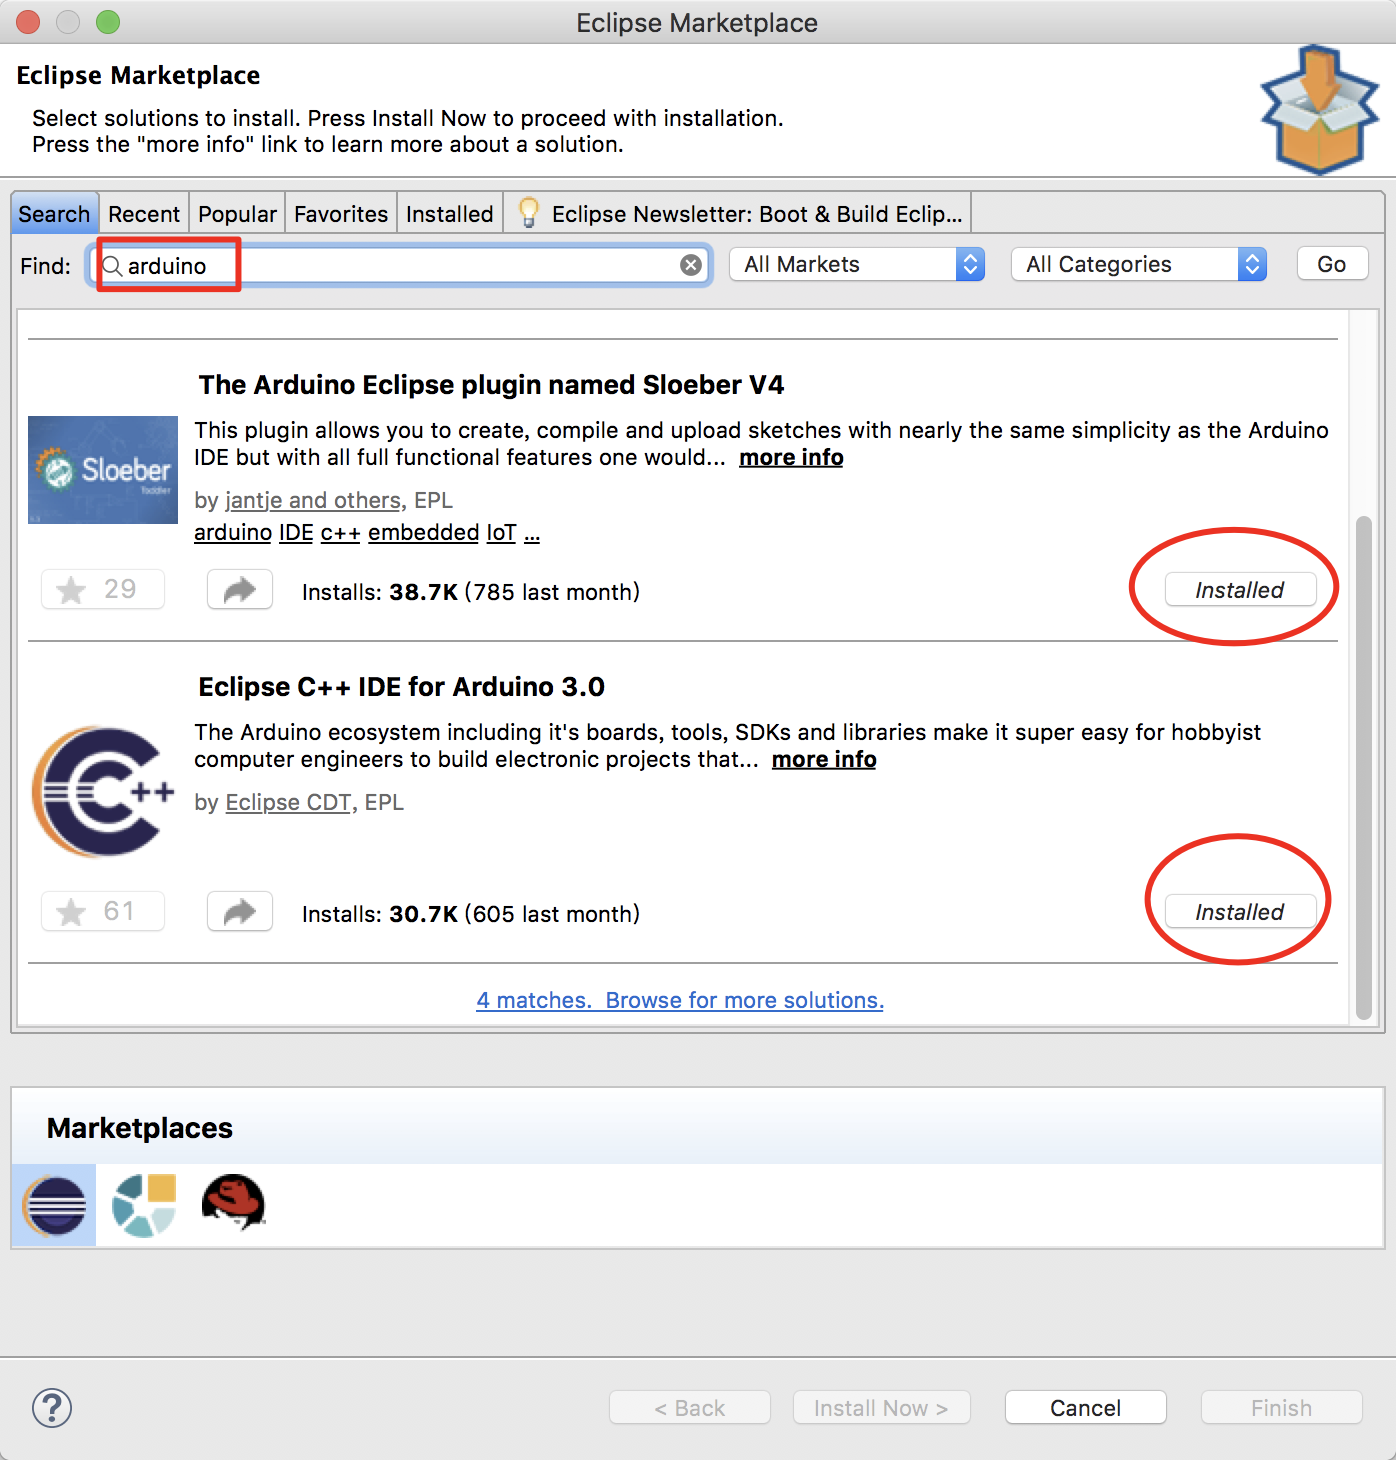 Eclipse Marketplace
Eclipse Marketplace
Select solutions to install. Press Install Now to proceed with installation.
Press the "more info" link to learn more about a solution.
Search Recent Popular Favorites Installed Eclipse Newsletter: Boot & Build Eclip...
Find: arduino All Markets All Categories Go
The Arduino Eclipse plugin named Sloeber V4
This plugin allows you to create, compile and upload sketches with nearly the same simplicity as the Arduino
IDE but with all full functional features one would... more info
Sloeber
by jantje and others, EPL
arduino IDE c++ embedded IoT ...
29 Installs: 38.7K (785 last month) Installed
Eclipse C++ IDE for Arduino 3.0
The Arduino ecosystem including it's boards, tools, SDKs and libraries make it super easy for hobbyist
computer engineers to build electronic projects that... more info
C++
by Eclipse CDT, EPL
61 Installs: 30.7K (605 last month) Installed
4 matches. Browse for more solutions.
Marketplaces
? < Back Install Now > Cancel Finish